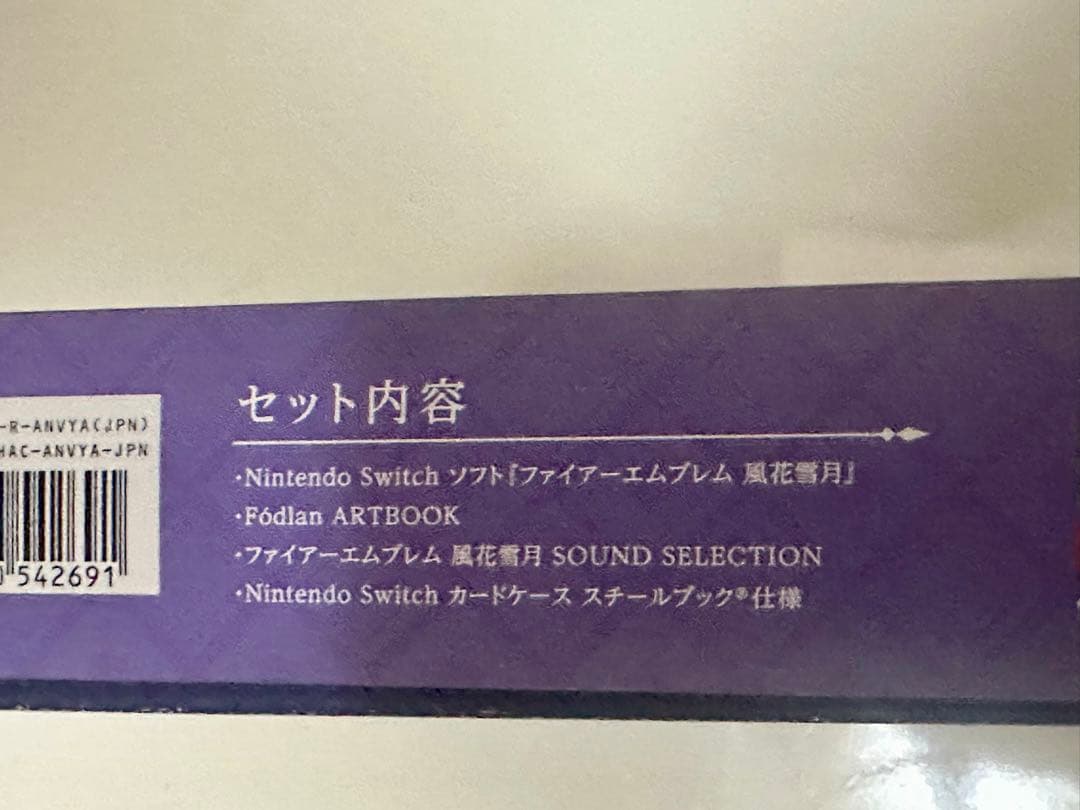 -R-ANVYA(JPN)
HAC-ANVYA-JPN
542691
セット内容
・Nintendo Switch ソフト『ファイアーエムブレム 風花雪月』
・Fódlan ARTBOOK
・ファイアーエムブレム 風花雪月 SOUND SELECTION
・Nintendo Switch カードケース スチールブック®仕様